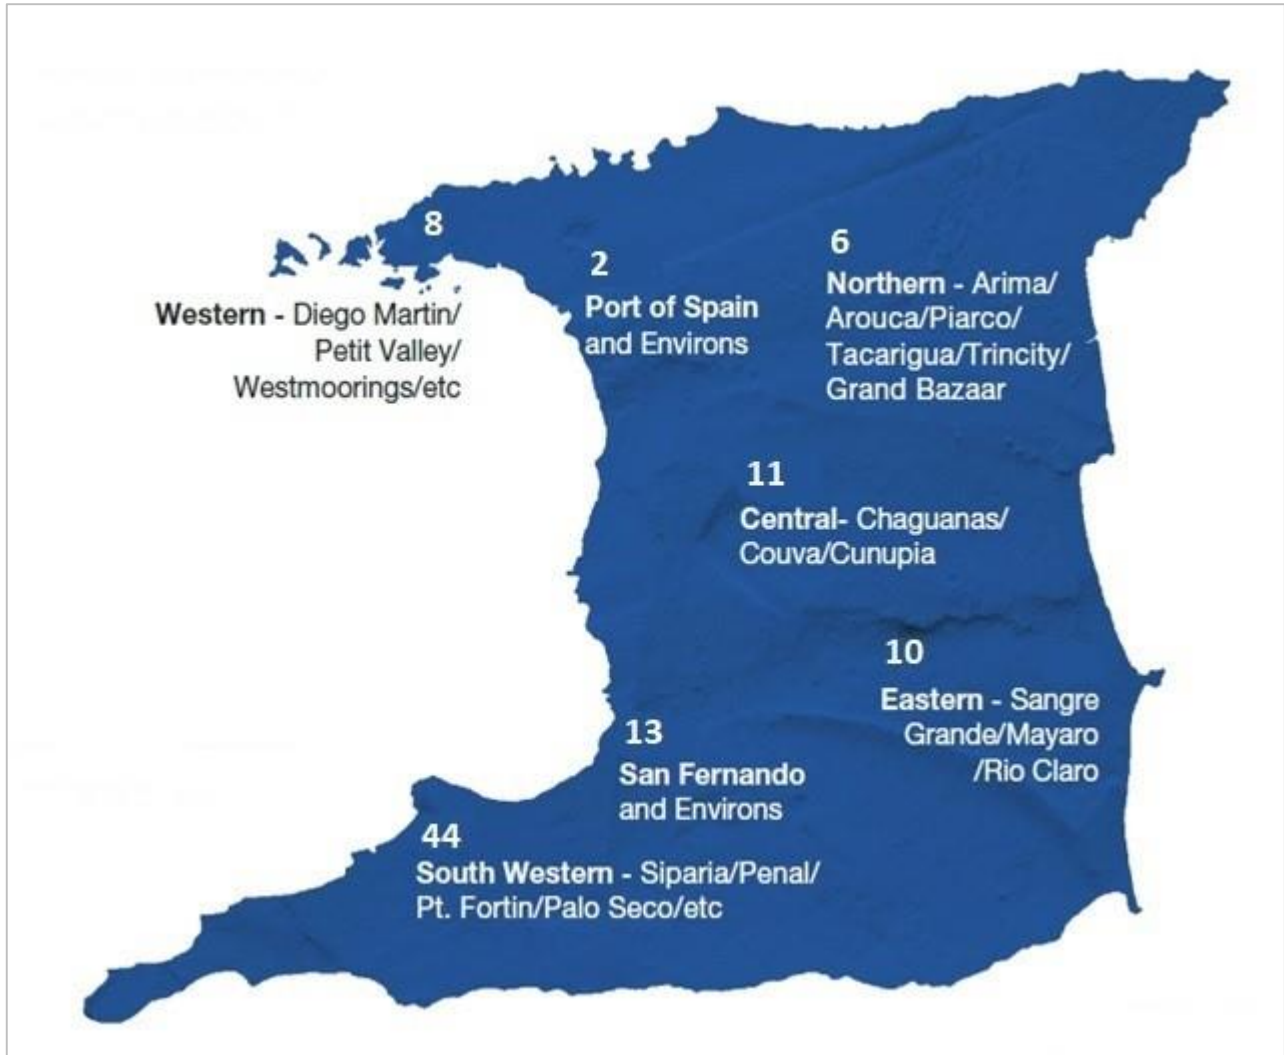 8
Western - Diego Martin/
Petit Valley/
Westmoorings/etc
2
Port of Spain
and Environs
6
Northern - Arima/
Arouca/Piarco/
Tacarigua/Trincity/
Grand Bazaar
11
Central- Chaguanas/
Couva/Cunupia
10
Eastern - Sangre
Grande/Mayaro
/Rio Claro
13
San Fernando
and Environs
44
South Western - Siparia/Penal/
Pt. Fortin/Palo Seco/etc